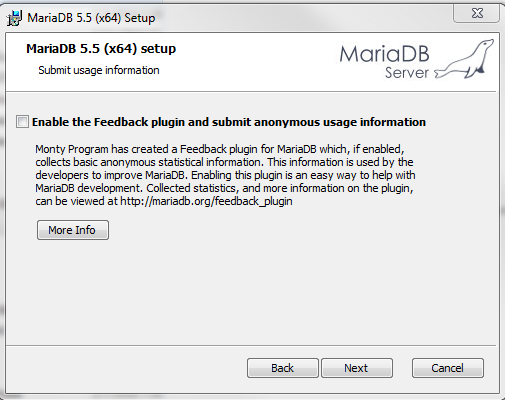 MariaDB 5.5 (x64) Setup
MariaDB 5.5 (x64) setup
Submit usage information
MariaDB
Server
Enable the Feedback plugin and submit anonymous usage information
Monty Program has created a Feedback plugin for MariaDB which, if enabled,
collects basic anonymous statistical information. This information is used by the
developers to improve MariaDB. Enabling this plugin is an easy way to help with
MariaDB development. Collected statistics, and more information on the plugin,
can be viewed at http://mariadb.org/feedback_plugin
More Info
Back
Next
Cancel